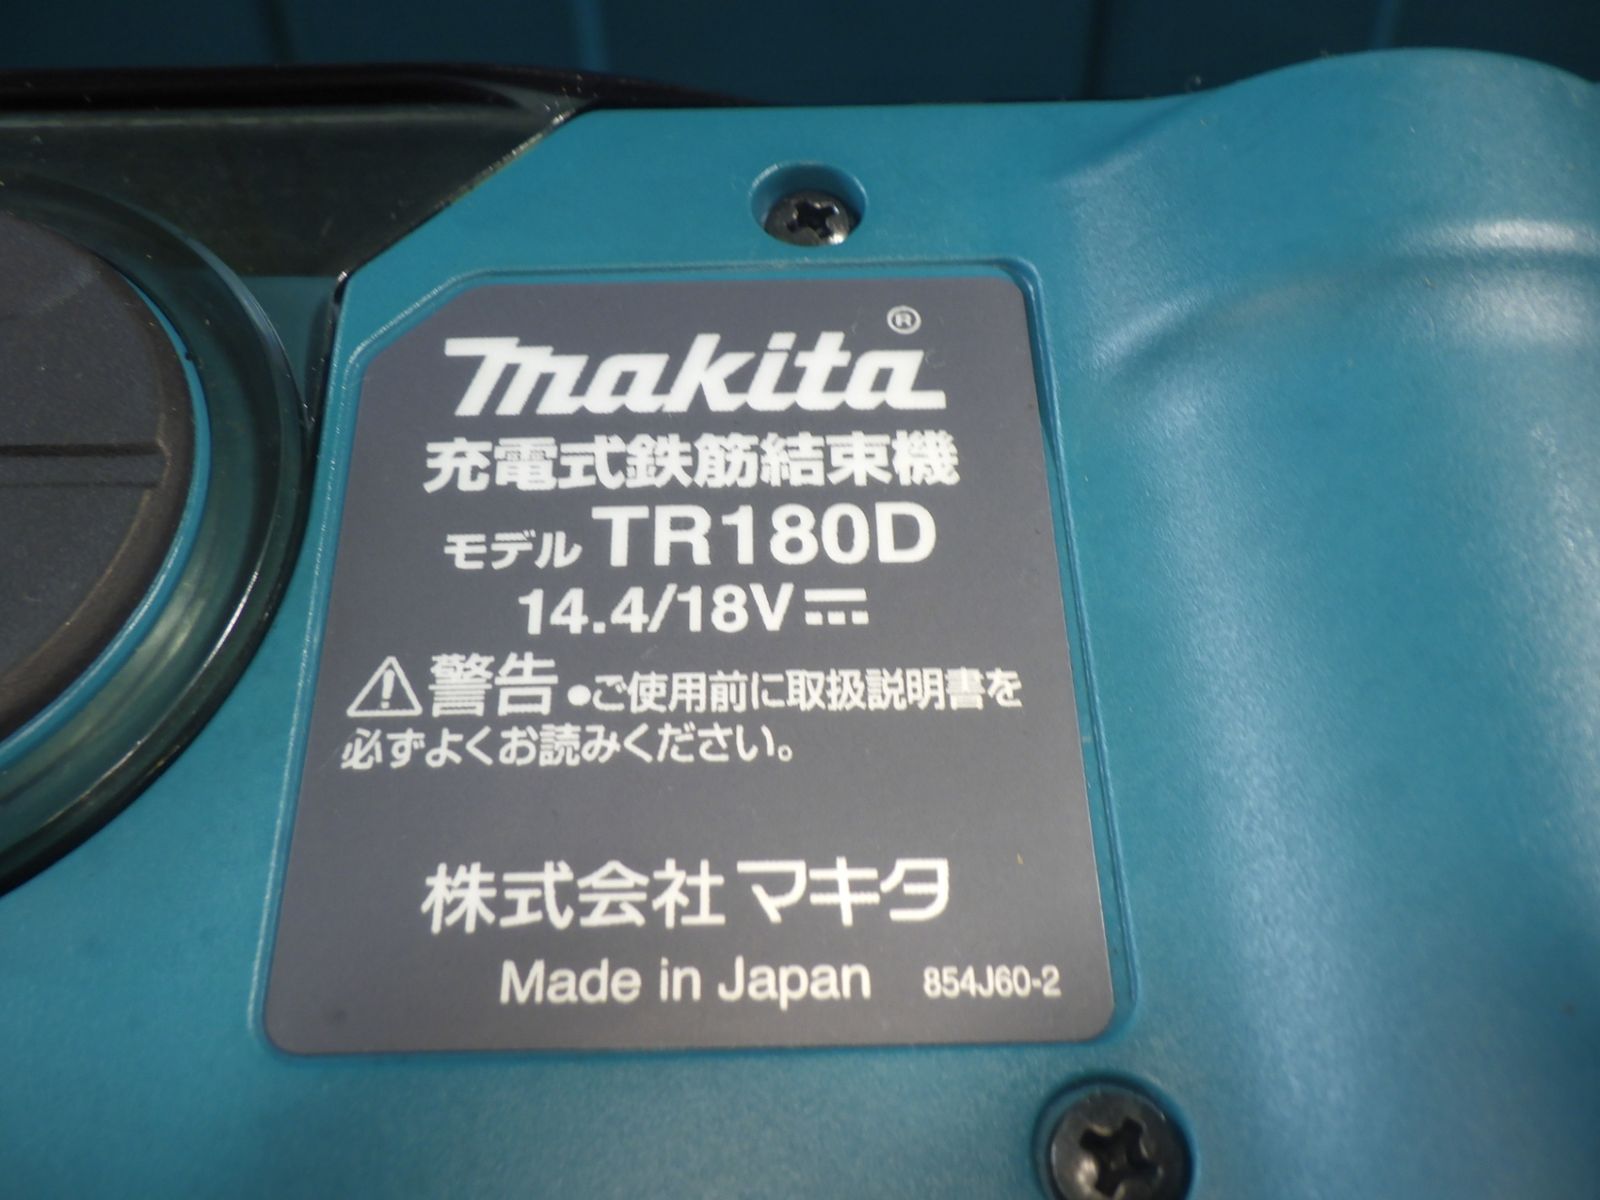 makita®
充電式鉄筋結束機
モデル TR180D
14.4/18V⎓
⚠警告 ●ご使用前に取扱説明書を
必ずよくお読みください。
株式会社マキタ
Made in Japan 854J60-2